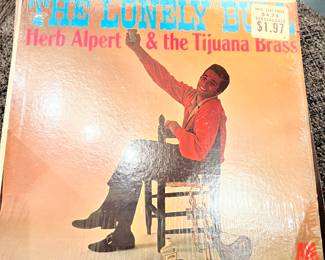 THE LONELY BU
Herb Alpert & the Tijuana Brass
$1.97